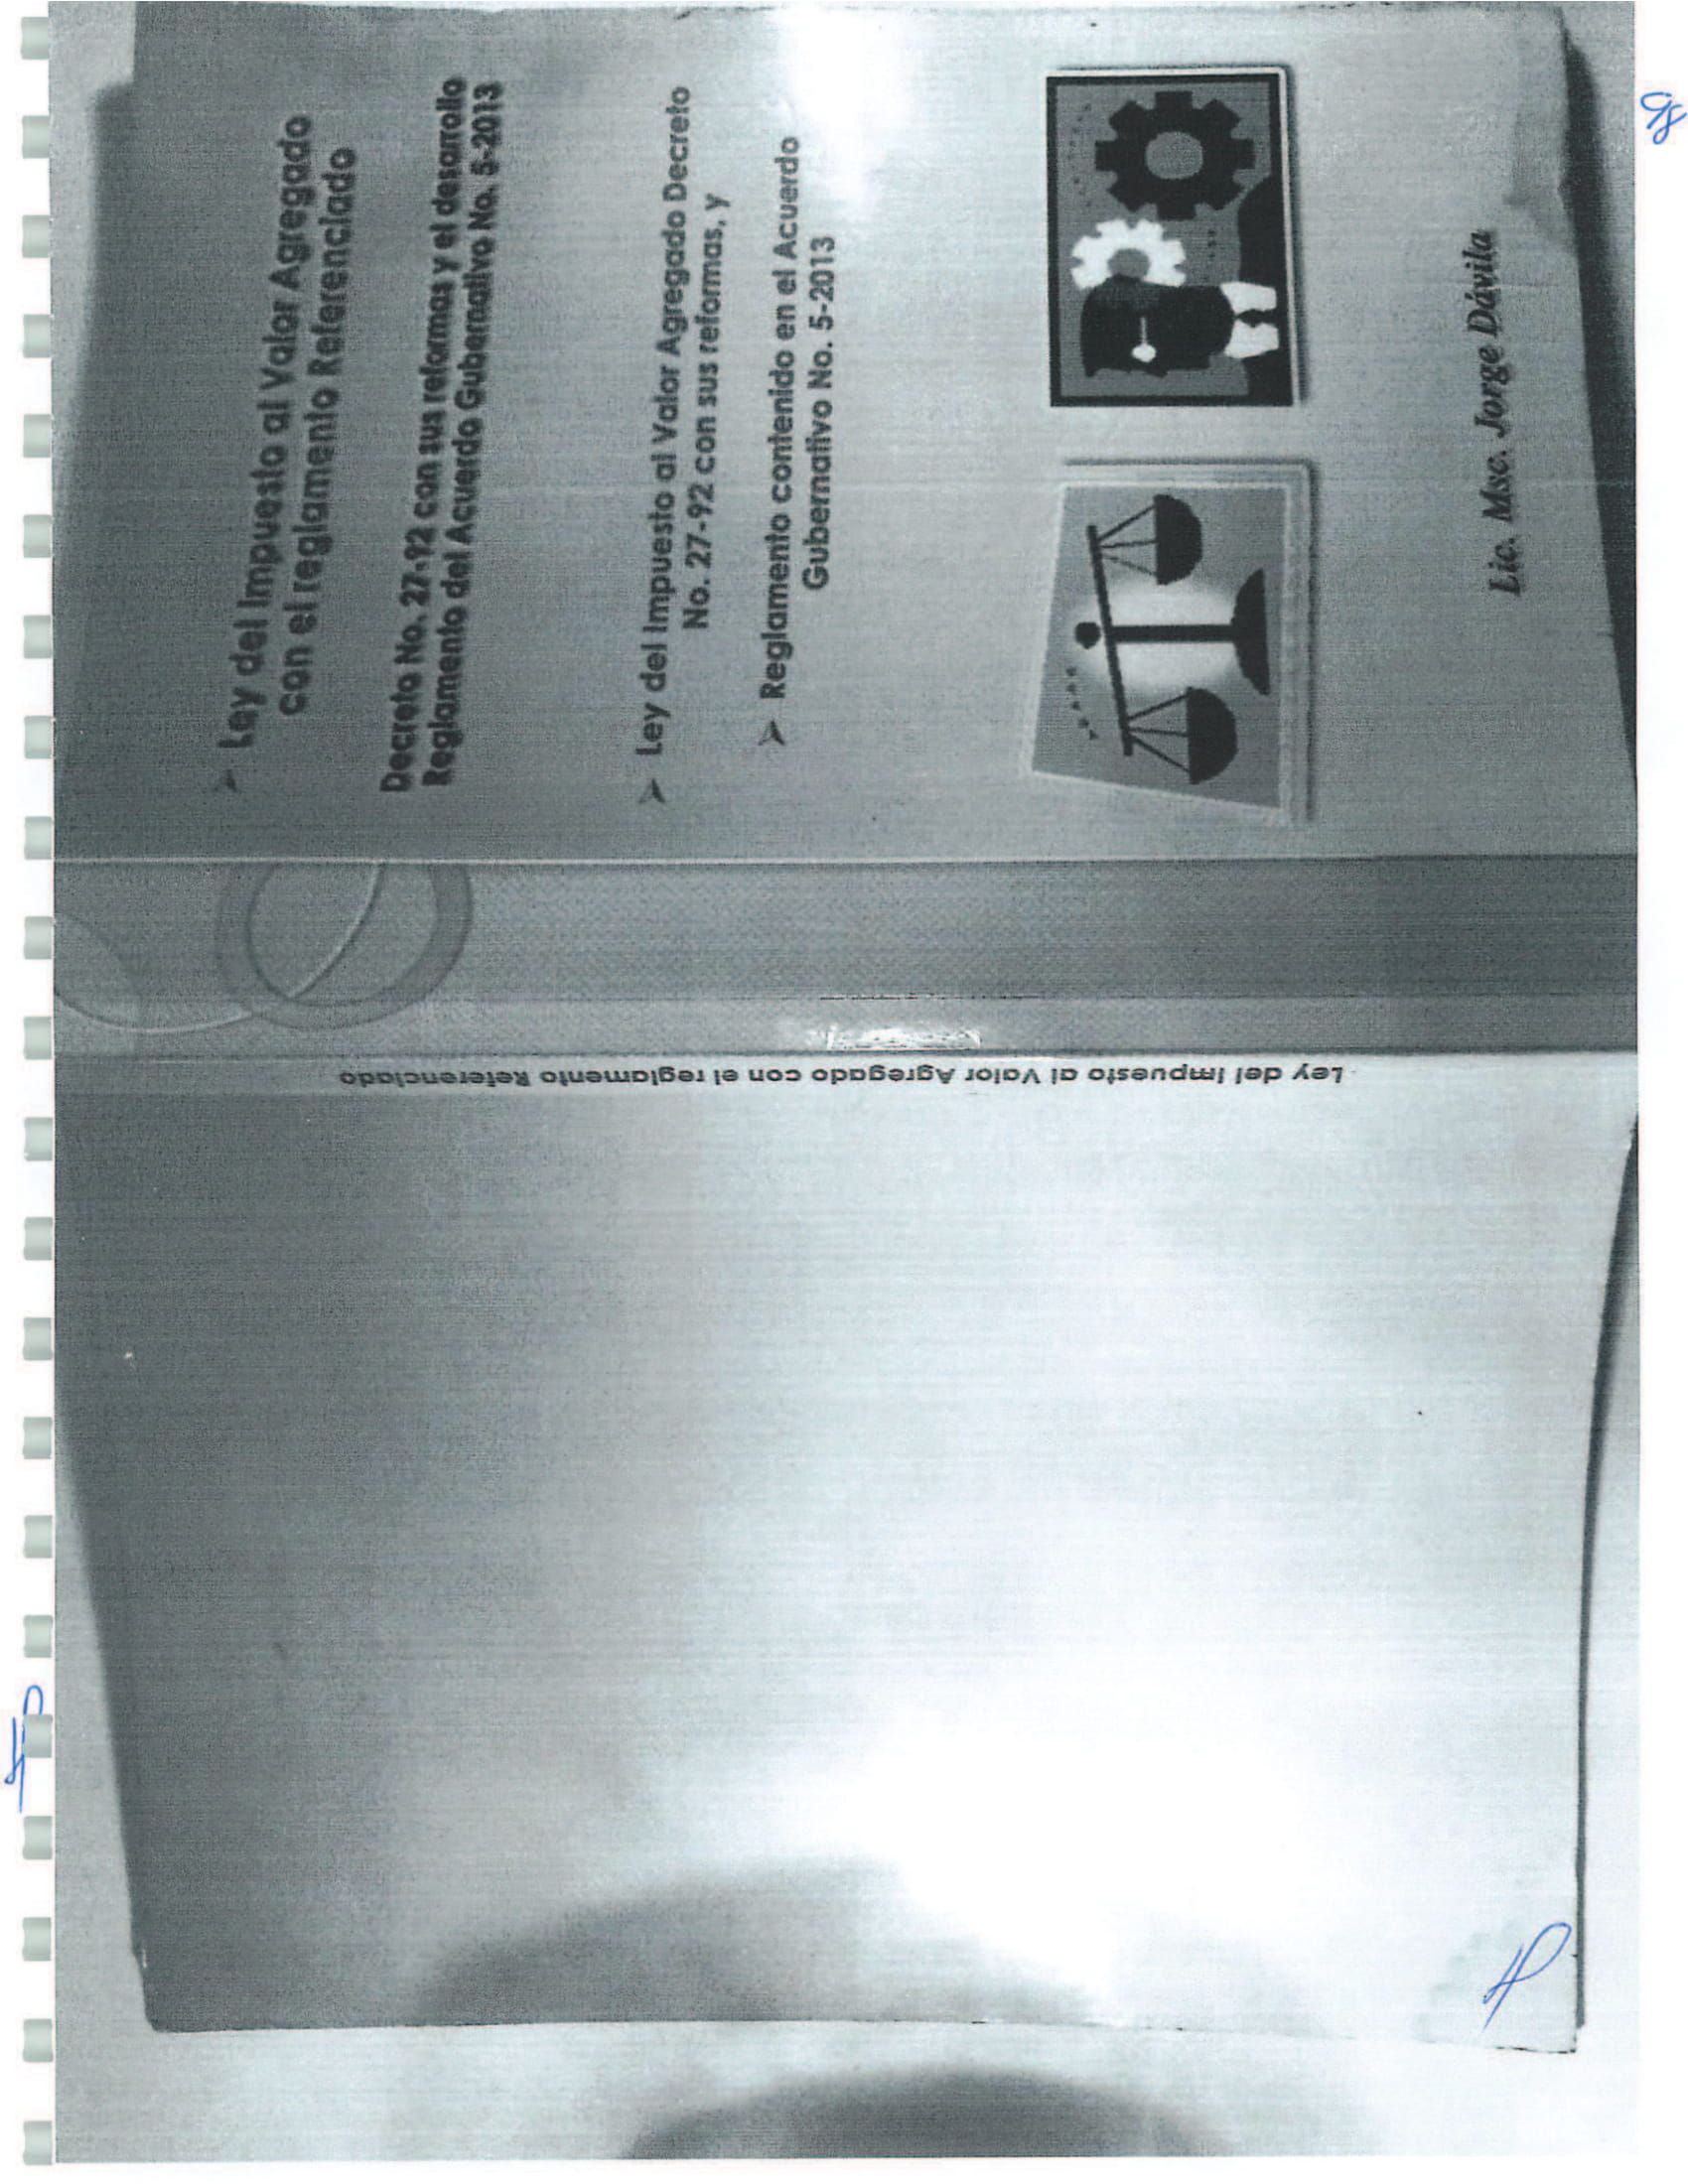 Ley del Impuesto al Valor Agregado
con el reglamento Referenciado
Decreto No. 27-92 con sus reformas y el desarrollo
Reglamento del Acuerdo Gubernativo No. 5-2013
Ley del Impuesto al Valor Agregado Decreto
No. 27-92 con sus reformas, y
Reglamento contenido en el Acuerdo
Gubernativo No. 5-2013
Lic. Msc. Jorge Dávila
Ley del Impuesto al Valor Agregado con el reglamento Referenciado